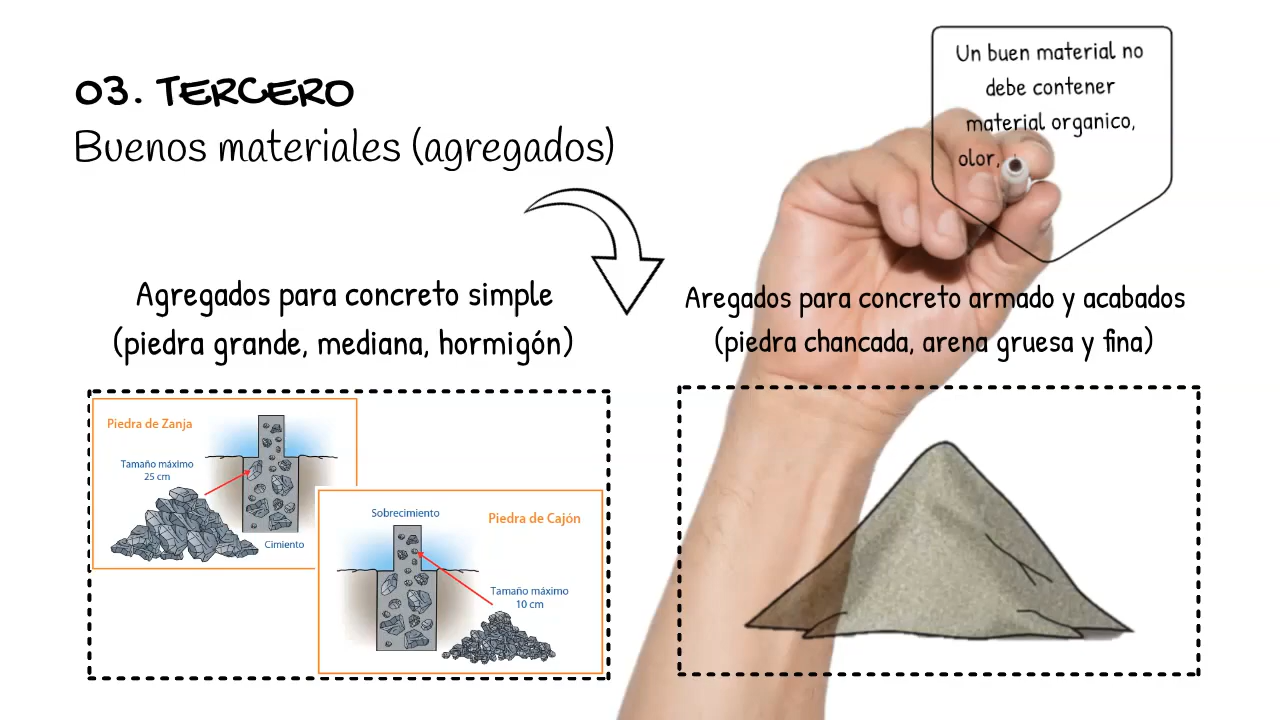 03. TERCERO
Buenos materiales (agregados)
Un buen material no
debe contener
material organico,
olor,
Agregados para concreto simple
(piedra grande, mediana, hormigón)
Aregados para concreto armado y acabados
(piedra chancada, arena gruesa y fina)
Piedra de Zanja
Tamaño máximo
25 cm
Cimiento
Sobrecimiento
Piedra de Cajón
Tamaño máximo
10 cm